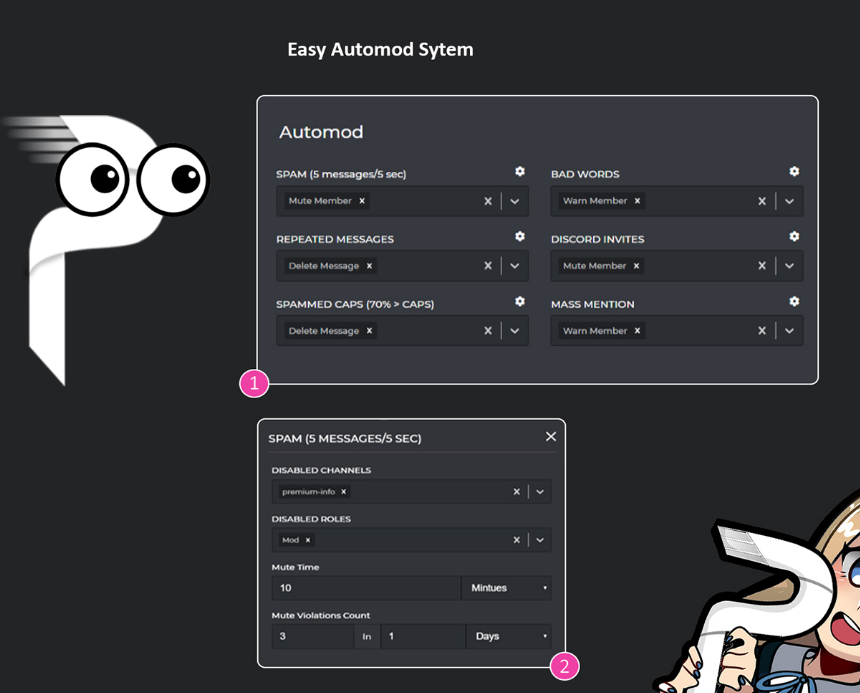 Easy Automod Sytem
Automod
SPAM (5 messages/5 sec)
Mute Member x
BAD WORDS
Warn Member x
REPEATED MESSAGES
Delete Message x
DISCORD INVITES
Mute Member x
SPAMMED CAPS (70% > CAPS)
Delete Message x
MASS MENTION
Warn Member x
1
SPAM (5 MESSAGES/5 SEC)
DISABLED CHANNELS
premium-info x
DISABLED ROLES
Mod x
Mute Time
10 Mintues
Mute Violations Count
3 In 1 Days
2